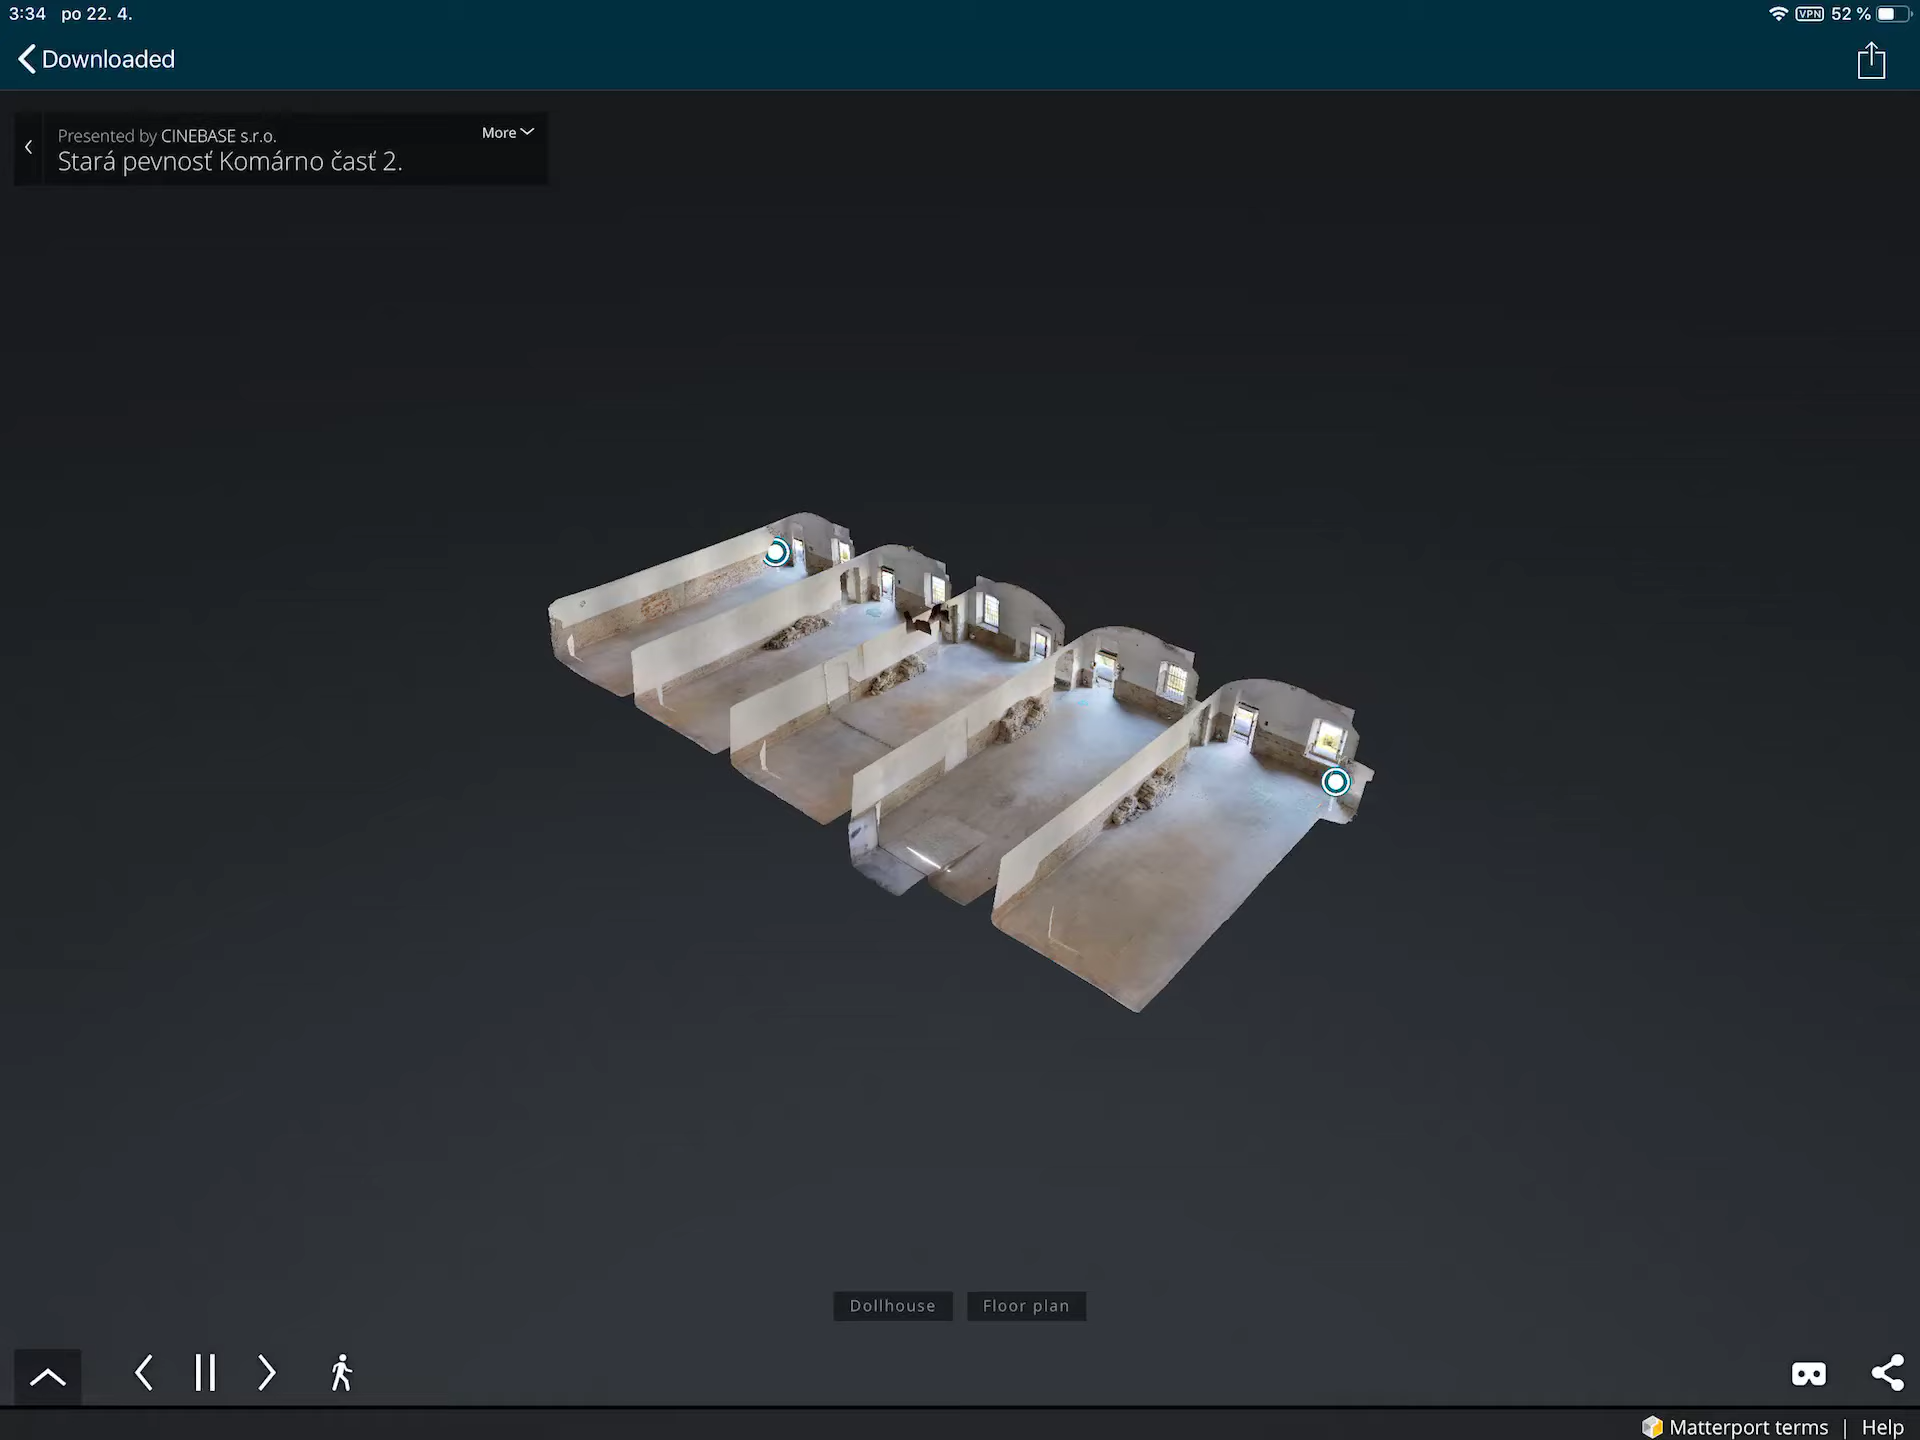 3:34 po 22. 4.
VPN 52 %
Downloaded
Presented by CINEBASE s.r.o.
More
Stará pevnosť Komárno časť 2.
Dollhouse
Floor plan
Matterport terms | Help